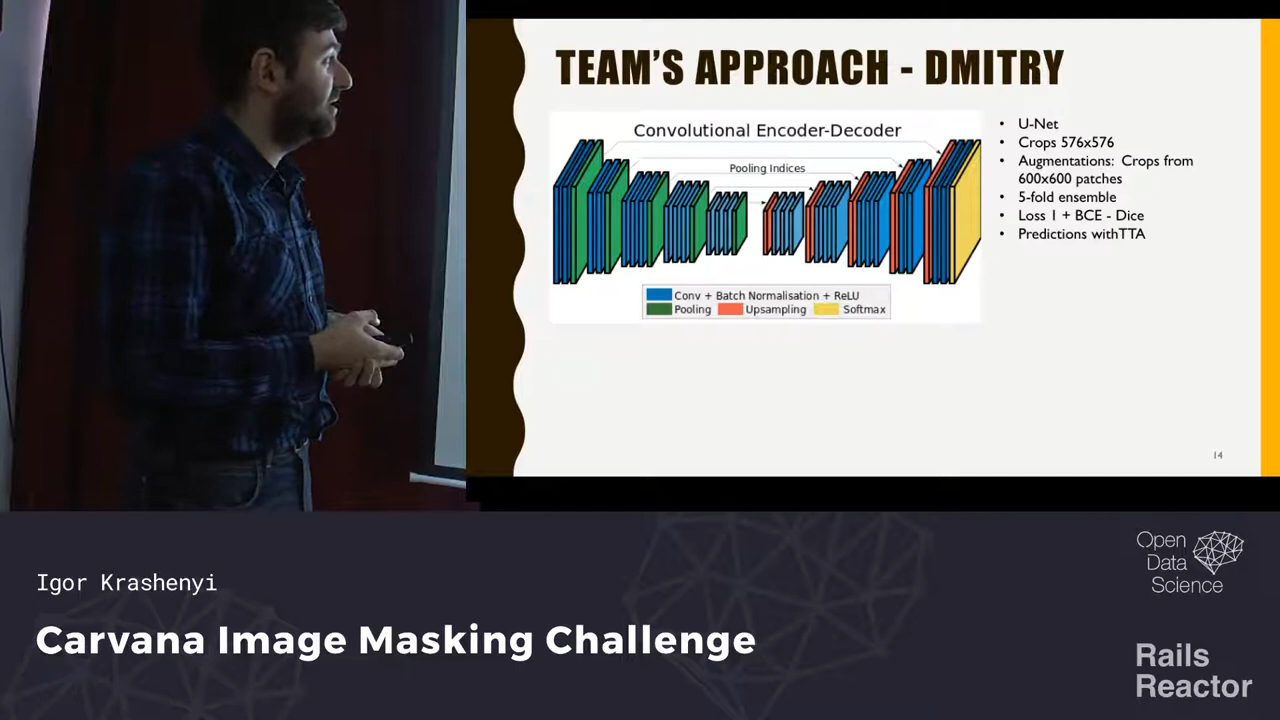 TEAM'S APPROACH - DMITRY
Convolutional Encoder-Decoder
Pooling Indices
Conv + Batch Normalisation + ReLU
Pooling
Upsampling
Softmax
• U-Net
• Crops 576x576
• Augmentations: Crops from
600x600 patches
• 5-fold ensemble
• Loss 1 + BCE - Dice
• Predictions withTTA
14
Igor Krashenyi
Carvana Image Masking Challenge
Open
Data
Science
Rails
Reactor